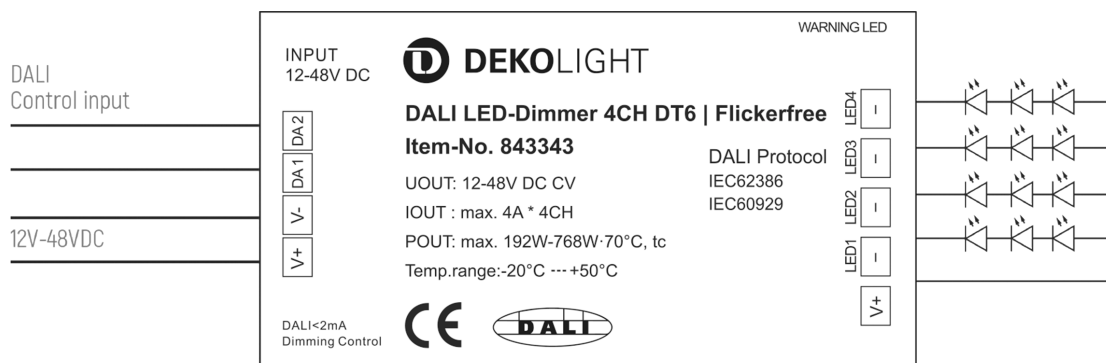 WARNING LED
INPUT
12-48V DC
DEKOLIGHT
DALI
Control input
DALI LED-Dimmer 4CH DT6 | Flickerfree
Item-No. 843343
UOUT: 12-48V DC CV
IOUT : max. 4A * 4CH
POUT: max. 192W-768W·70°C, tc
Temp.range:-20°C ---+50°C
DALI Protocol
IEC62386
IEC60929
DA2
DA1
V-
V+
12V-48VDC
LED4 –
LED3 –
LED2 –
LED1 –
V+
DALI<2mA
Dimming Control
CE
DALI